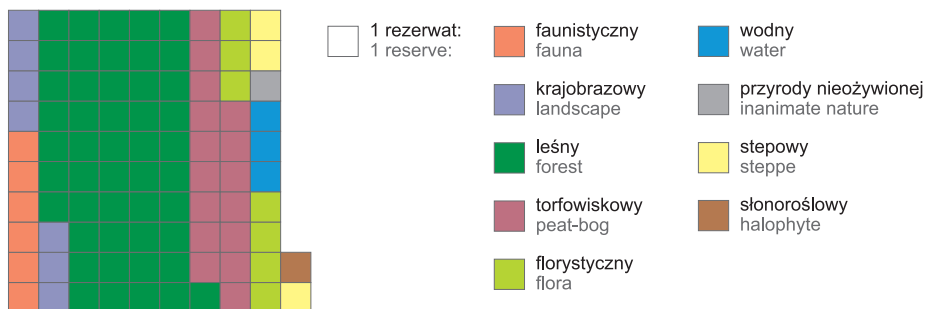 1 rezerwat:
1 reserve:
faunistyczny
fauna
krajobrazowy
landscape
leśny
forest
torfowiskowy
peat-bog
florystyczny
flora
wodny
water
przyrody nieożywionej
inanimate nature
stepowy
steppe
słonoroślowy
halophyte